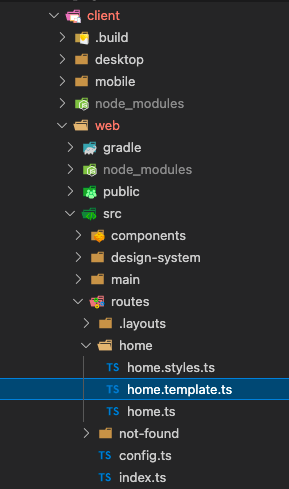 client
.build
desktop
mobile
node_modules
web
gradle
node_modules
public
src
components
design-system
main
routes
.layouts
home
TS home.styles.ts
TS home.template.ts
TS home.ts
not-found
TS config.ts
TS index.ts